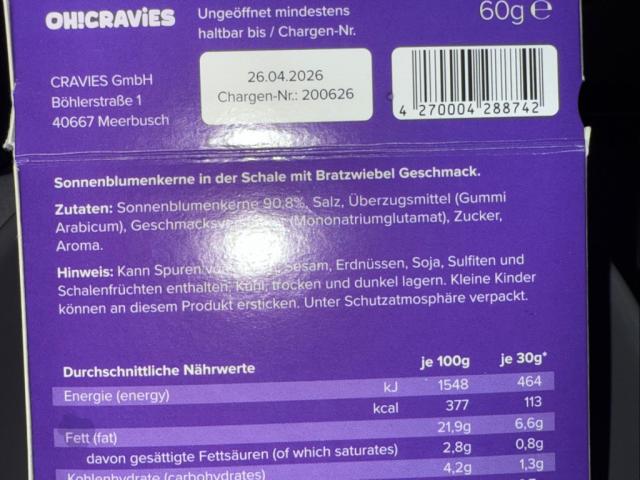 OH!CRAViES
Ungeöffnet mindestens
haltbar bis / Chargen-Nr.
60g ℮
CRAVIES GmbH
Böhlerstraße 1
40667 Meerbusch
26.04.2026
Chargen-Nr.: 200626
4 270004 288742
Sonnenblumenkerne in der Schale mit Bratzwiebel Geschmack.
Zutaten: Sonnenblumenkerne 90,8%, Salz, Überzugsmittel (Gummi
Arabicum), (Mononatriumglutamat), Zucker,
Aroma.
Hinweis: Kann Spuren Sesam, Erdnüssen, Soja, Sulfiten und
Schalenfrüchten enthalten. Kühl, trocken und dunkel lagern. Kleine Kinder
können an diesem Produkt ersticken. Unter Schutzatmosphäre verpackt.
Durchschnittliche Nährwerte je 100g je 30g*
Energie (energy) kJ 1548 464
kcal 377 113
Fett (fat) 21,9g 6,6g
davon gesättigte Fettsäuren (of which saturates) 2,8g 0,8g
Kohlenhydrate (carbohydrates) 4,2g 1,3g